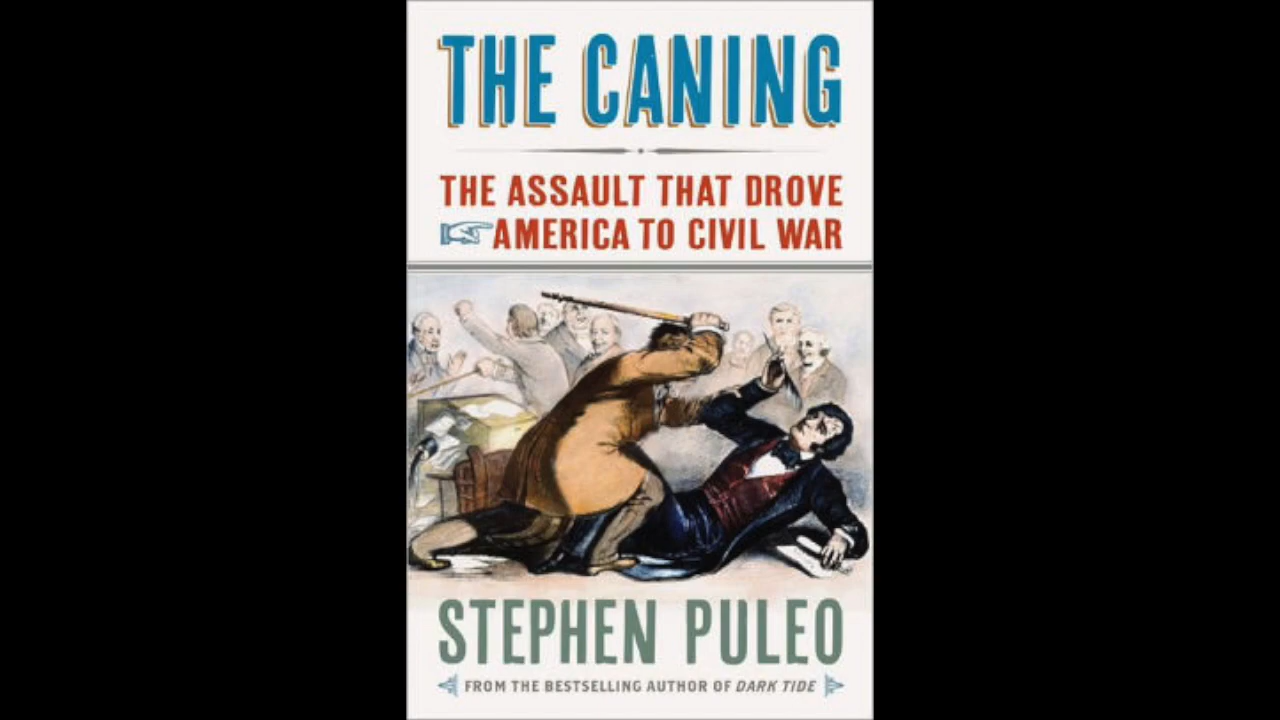 THE CANING
THE ASSAULT THAT DROVE
AMERICA TO CIVIL WAR
STEPHEN PULEO
FROM THE BESTSELLING AUTHOR OF DARK TIDE